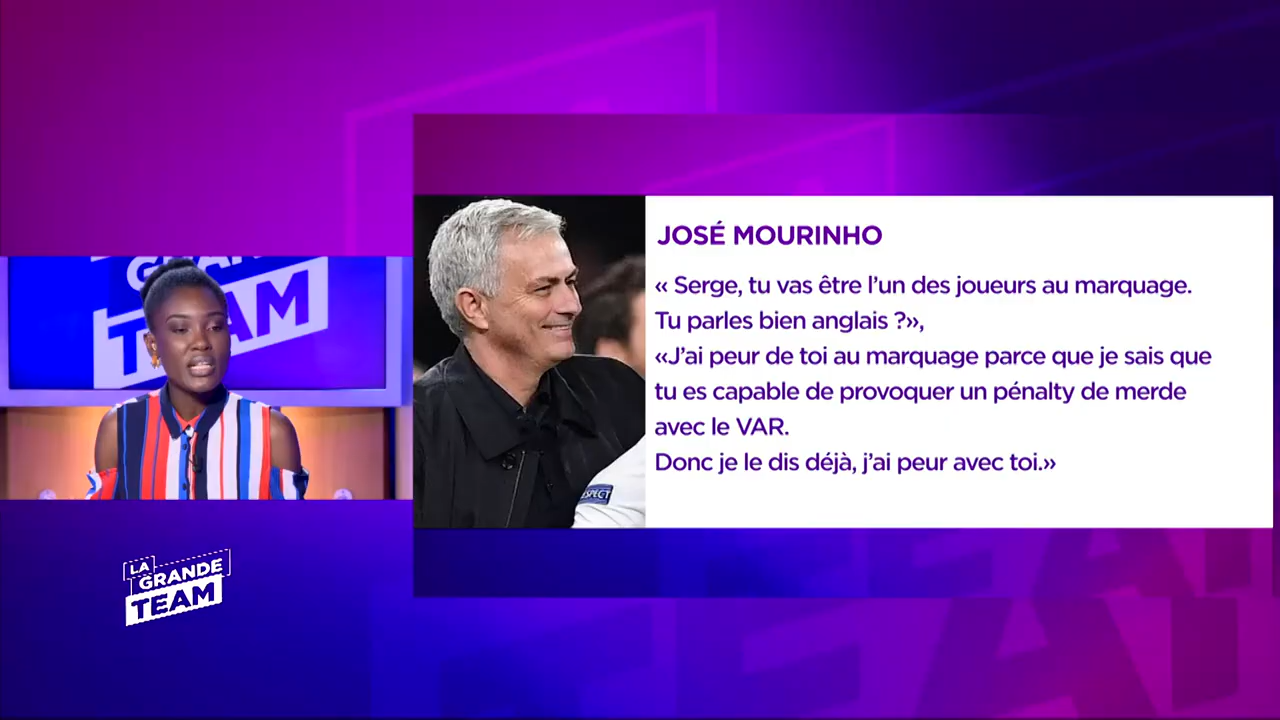 GRANDE
TEAM
JOSÉ MOURINHO
« Serge, tu vas être l’un des joueurs au marquage.
Tu parles bien anglais ?»,
«J’ai peur de toi au marquage parce que je sais que
tu es capable de provoquer un pénalty de merde
avec le VAR.
Donc je le dis déjà, j’ai peur avec toi.»
LA
GRANDE
TEAM